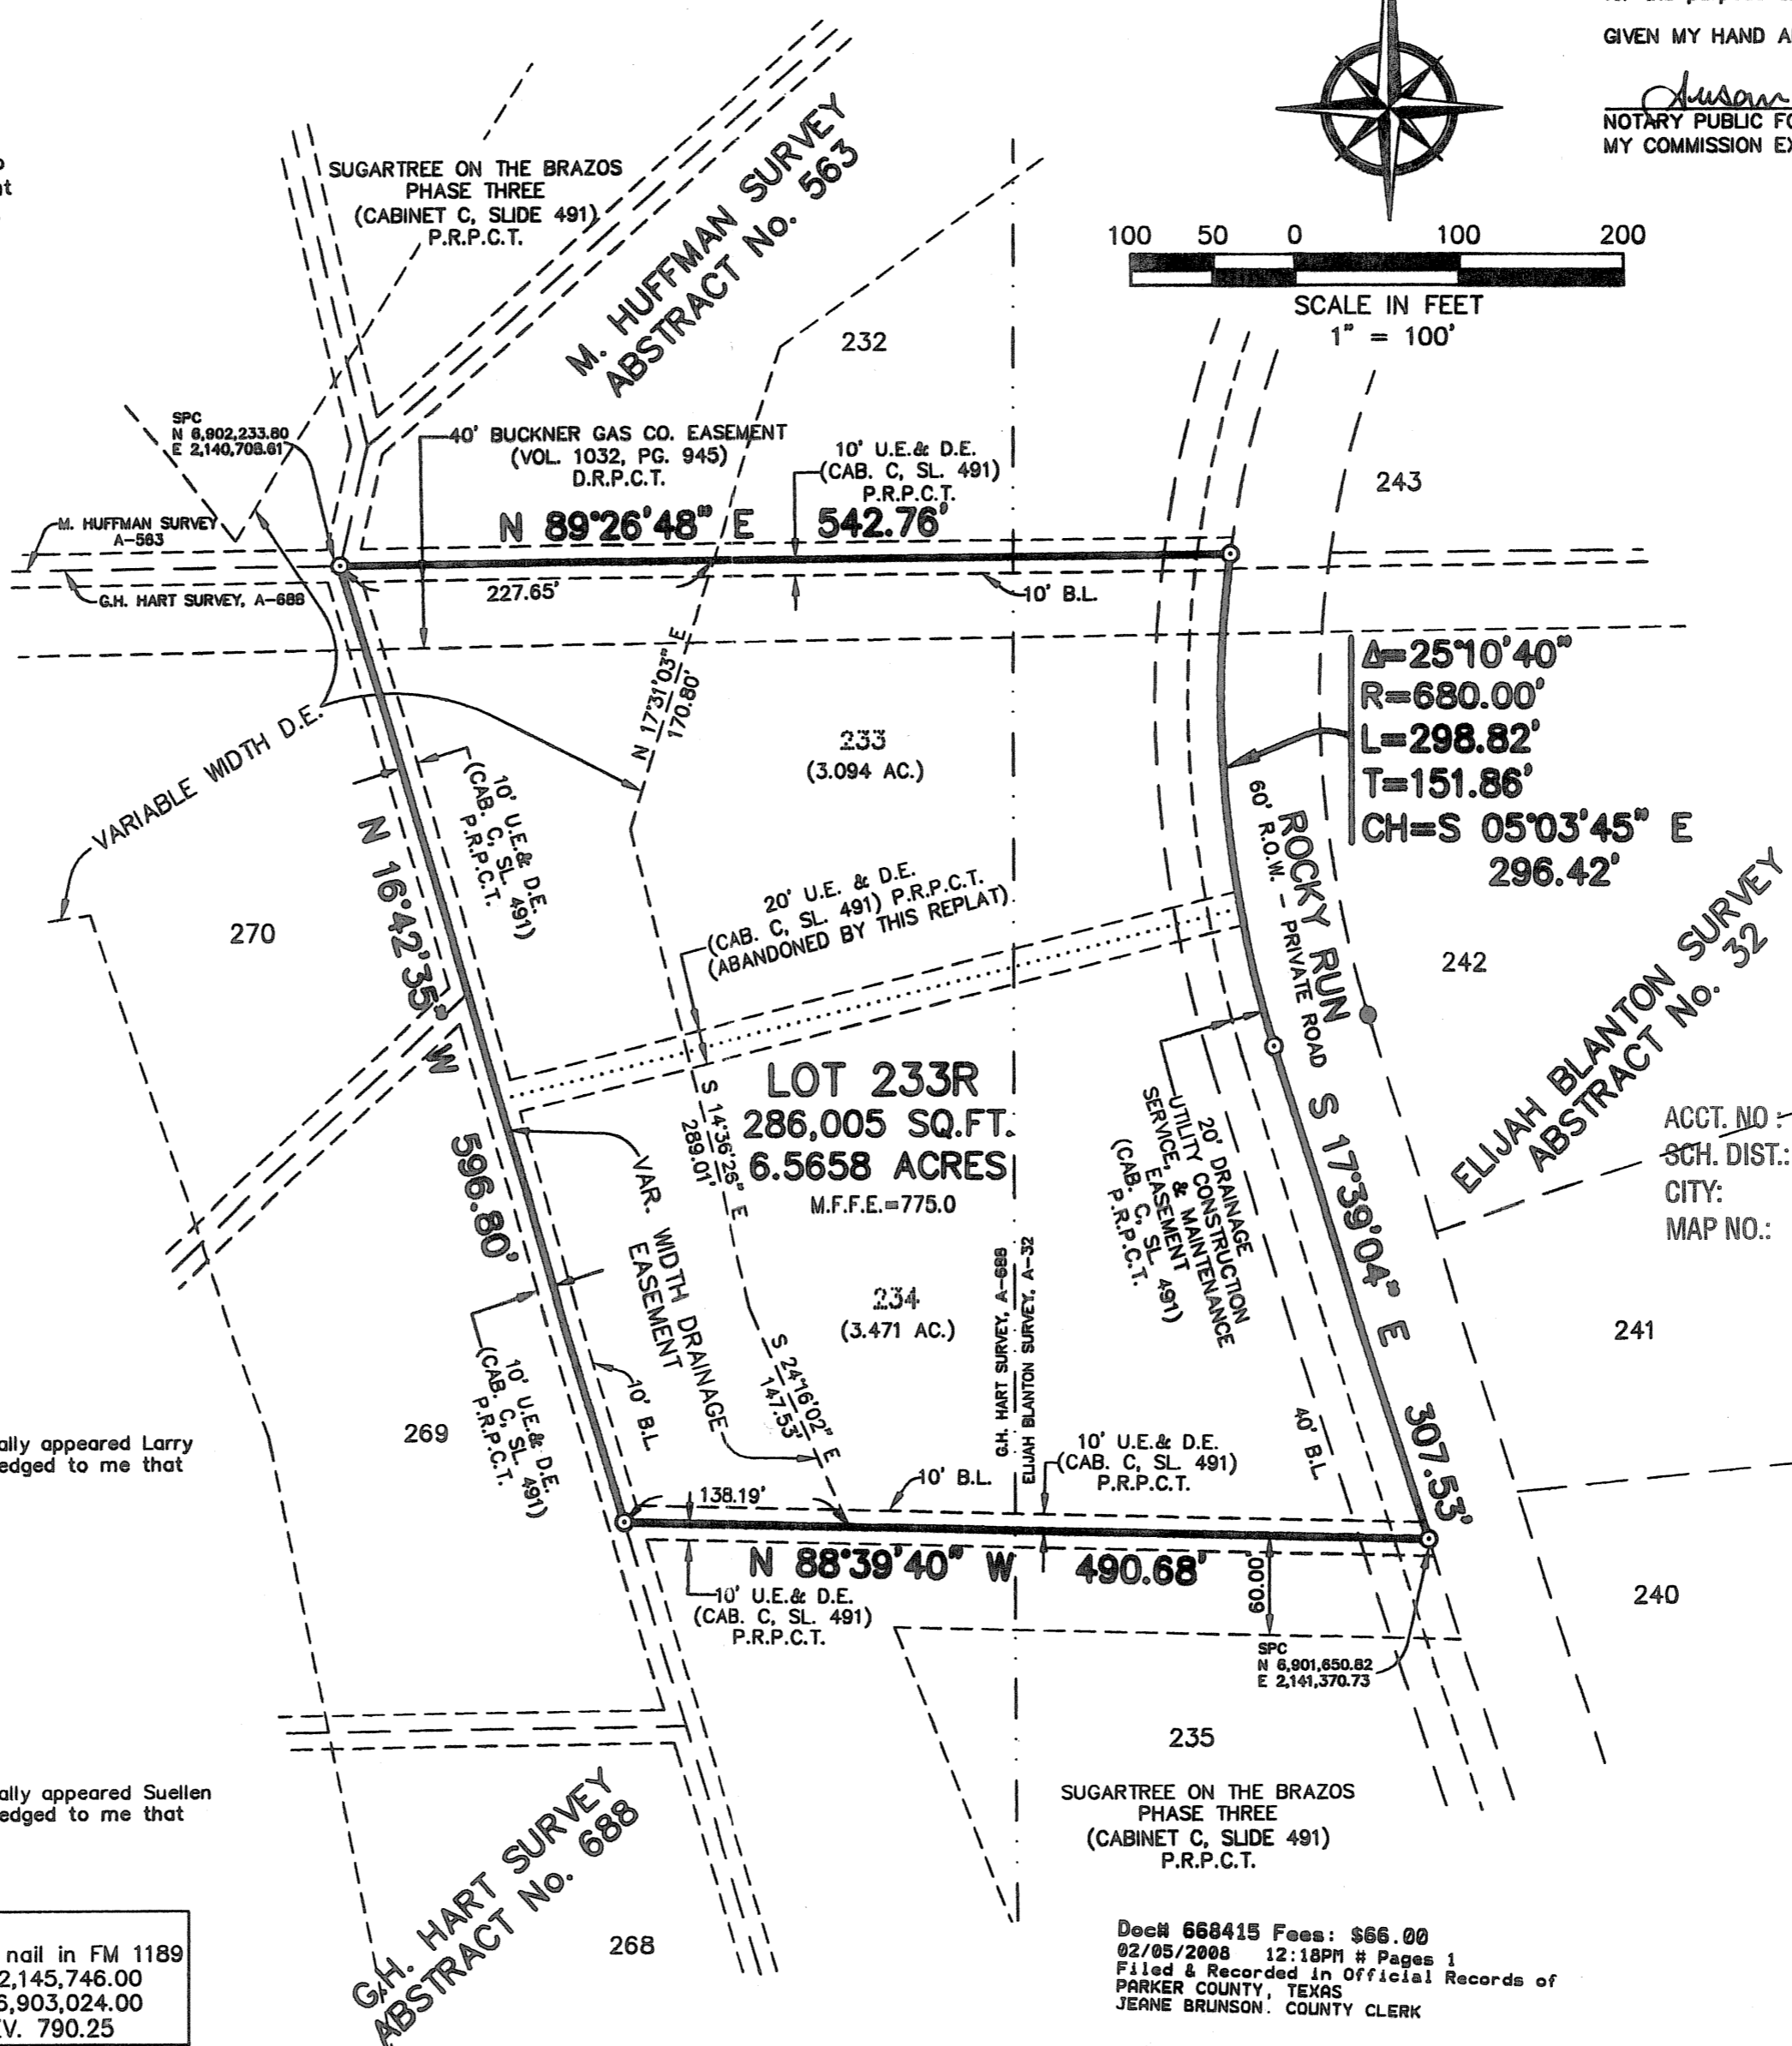 GIVEN MY HAND
NOTARY PUBLIC
MY COMMISSION
100 50 0 100 200
SCALE IN FEET
1" = 100'
SUGARTREE ON THE BRAZOS
PHASE THREE
(CABINET C, SLIDE 491)
P.R.P.C.T.
M. HUFFMAN SURVEY
ABSTRACT No. 563
232
243
SPC
N 6,902,233.80
E 2,140,708.61
40' BUCKNER GAS CO. EASEMENT
(VOL. 1032, PG. 945)
D.R.P.C.T.
10' U.E.& D.E.
(CAB. C, SL. 491)
P.R.P.C.T.
N 89°26'48" E 542.76'
M. HUFFMAN SURVEY
A-563
G.H. HART SURVEY, A-688
227.65'
10' B.L.
N 17°31'03" E
170.80'
Δ=25°10'40"
R=680.00'
L=298.82'
T=151.86'
CH=S 05°03'45" E
296.42'
VARIABLE WIDTH D.E.
10' U.E.& D.E.
(CAB. C, SL. 491)
P.R.P.C.T.
233
(3.094 AC.)
N 16°42'35" W 596.80'
270
20' U.E. & D.E.
(CAB. C, SL. 491) P.R.P.C.T.
(ABANDONED BY THIS REPLAT)
ROCKY RUN
60' R.O.W. - PRIVATE ROAD
242
ELIJAH BLANTON SURVEY
ABSTRACT No. 32
LOT 233R
286,005 SQ.FT.
6.5658 ACRES
M.F.F.E.=775.0
S 14°36'26" E
289.01'
VAR. WIDTH DRAINAGE
EASEMENT
20' DRAINAGE
UTILITY CONSTRUCTION
SERVICE, & MAINTENANCE
EASEMENT
(CAB. C, SL. 491)
P.R.P.C.T.
S 17°39'04" E 307.53'
ACCT. NO :
SCH. DIST.:
CITY:
MAP NO.:
234
(3.471 AC.)
S 24°16'02" E
147.53'
G.H. HART SURVEY, A-688
ELIJAH BLANTON SURVEY, A-32
241
269
10' U.E.& D.E.
(CAB. C, SL. 491)
P.R.P.C.T.
10' B.L.
40' B.L.
appeared Larry
to me that
138.19'
10' B.L.
10' U.E.& D.E.
(CAB. C, SL. 491)
P.R.P.C.T.
N 88°39'40" W 490.68'
10' U.E.& D.E.
(CAB. C, SL. 491)
P.R.P.C.T.
60.00'
240
SPC
N 6,901,650.82
E 2,141,370.73
235
SUGARTREE ON THE BRAZOS
PHASE THREE
(CABINET C, SLIDE 491)
P.R.P.C.T.
appeared Suellen
to me that
G.H. HART SURVEY
ABSTRACT No. 688
268
nail in FM 1189
2,145,746.00
6,903,024.00
790.25
Doc# 668415 Fees: $66.00
02/05/2008 12:18PM # Pages 1
Filed & Recorded in Official Records of
PARKER COUNTY, TEXAS
JEANE BRUNSON, COUNTY CLERK